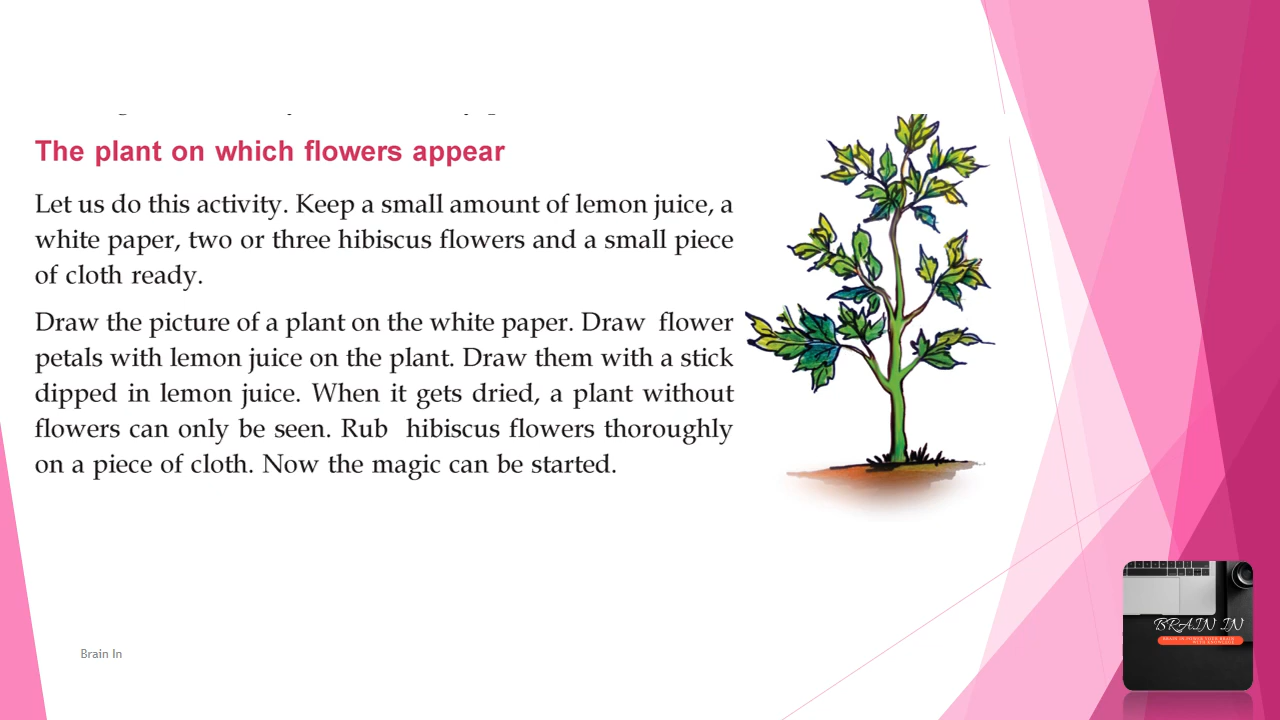 The plant on which flowers appear
Let us do this activity. Keep a small amount of lemon juice, a
white paper, two or three hibiscus flowers and a small piece
of cloth ready.
Draw the picture of a plant on the white paper. Draw flower
petals with lemon juice on the plant. Draw them with a stick
dipped in lemon juice. When it gets dried, a plant without
flowers can only be seen. Rub hibiscus flowers thoroughly
on a piece of cloth. Now the magic can be started.
BRAIN IN
Brain In